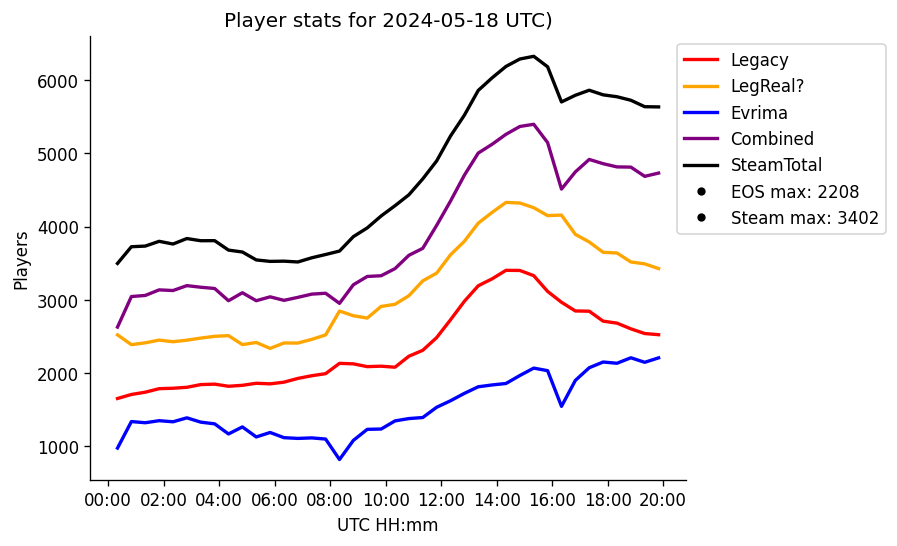 Player stats for 2024-05-18 UTC)
Legacy
LegReal?
Evrima
Combined
SteamTotal
EOS max: 2208
Steam max: 3402
Players
6000
5000
4000
3000
2000
1000
00:00 02:00 04:00 06:00 08:00 10:00 12:00 14:00 16:00 18:00 20:00
UTC HH:mm